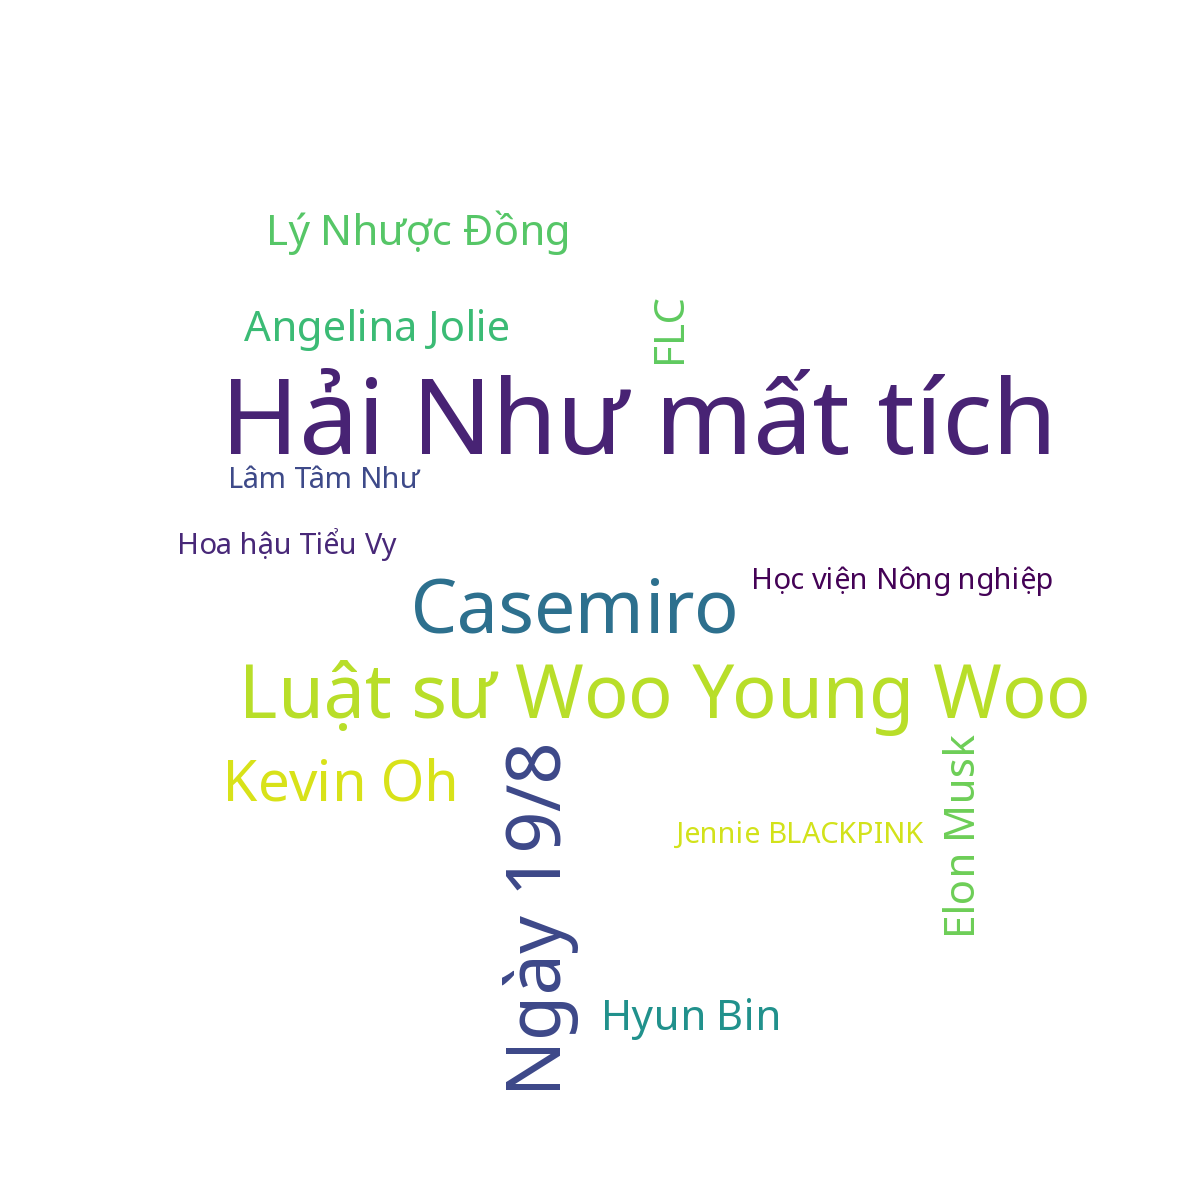 Lý Nhược Đồng
Angelina Jolie
FLC
Hải Như mất tích
Lâm Tâm Như
Hoa hậu Tiểu Vy
Học viện Nông nghiệp
Casemiro
Luật sư Woo Young Woo
Kevin Oh
Ngày 19/8
Jennie BLACKPINK
Elon Musk
Hyun Bin